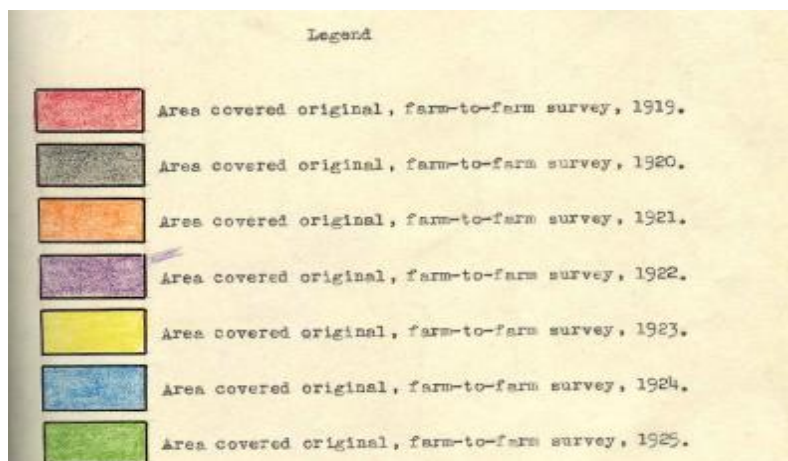 Legend
Area covered original, farm-to-farm survey, 1919.
Area covered original, farm-to-farm survey, 1920.
Area covered original, farm-to-farm survey, 1921.
Area covered original, farm-to-farm survey, 1922.
Area covered original, farm-to-farm survey, 1923.
Area covered original, farm-to-farm survey, 1924.
Area covered original, farm-to-farm survey, 1925.